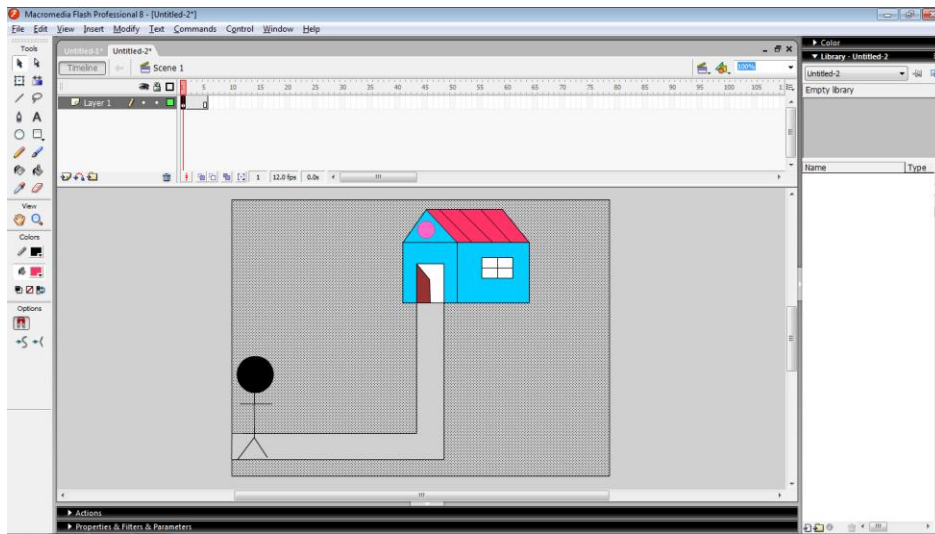 Macromedia Flash Professional 8 - [Untitled-2*]
File Edit View Insert Modify Text Commands Control Window Help
Tools
Untitled-1* Untitled-2*
Timeline Scene 1 100%
5 10 15 20 25 30 35 40 45 50 55 60 65 70 75 80 85 90 95 100 105
Layer 1
1 12.0 fps 0.0s
View
Colors
Options
Actions
Properties & Filters & Parameters
Color
Library - Untitled-2
Untitled-2
Empty library
Name Type